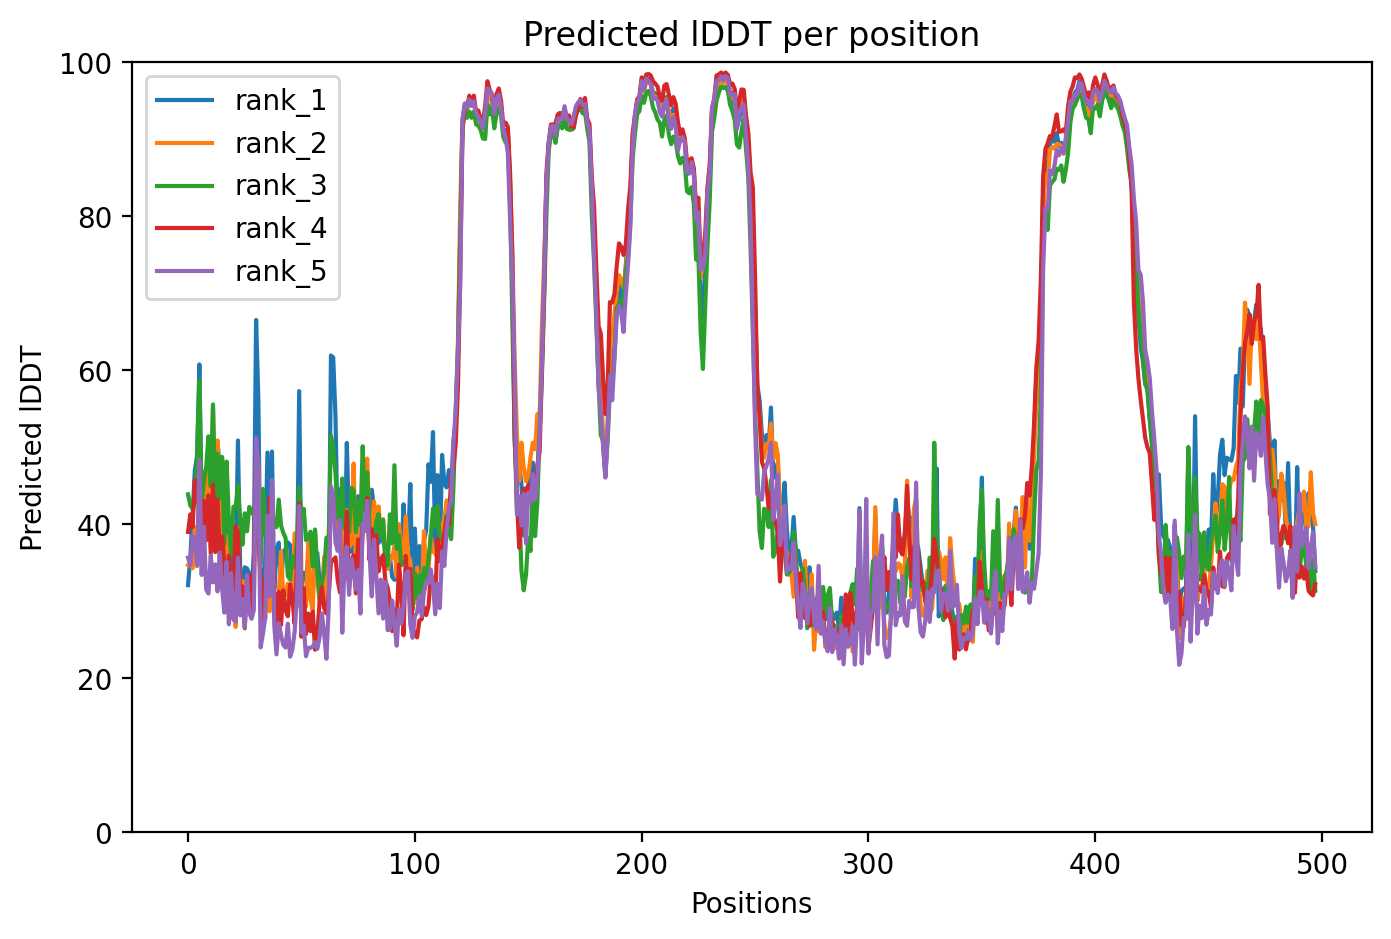 Predicted lDDT per position
100
80
60
40
20
0
Predicted lDDT
rank_1
rank_2
rank_3
rank_4
rank_5
0 100 200 300 400 500
Positions